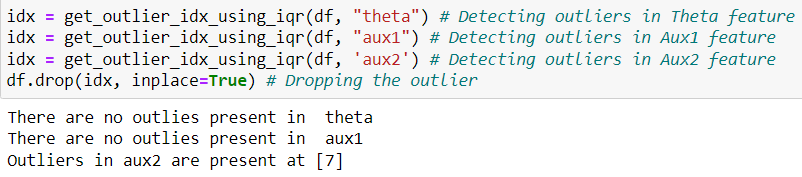 idx = get_outlier_idx_using_iqr(df, "theta") # Detecting outliers in Theta feature
idx = get_outlier_idx_using_iqr(df, "aux1") # Detecting outliers in Aux1 feature
idx = get_outlier_idx_using_iqr(df, 'aux2') # Detecting outliers in Aux2 feature
df.drop(idx, inplace=True) # Dropping the outlier
There are no outlies present in  theta
There are no outlies present in  aux1
Outliers in aux2 are present at [7]